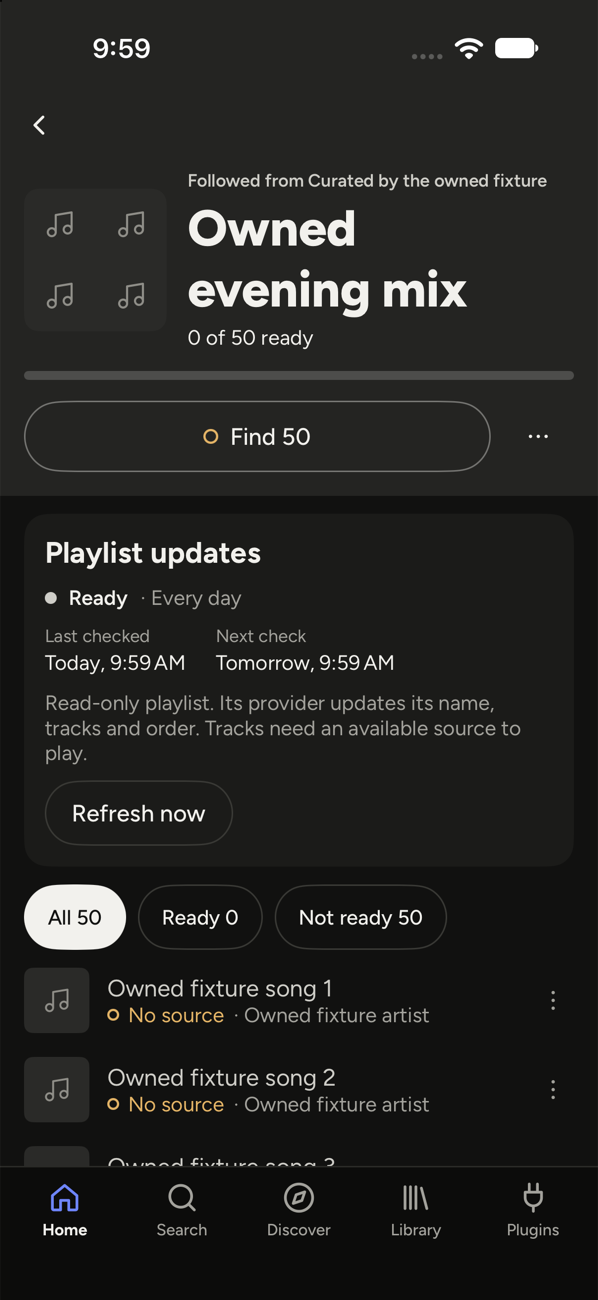 9:59
Followed from Curated by the owned fixture
Owned
evening mix
0 of 50 ready
Find 50
Playlist updates
Ready · Every day
Last checked
Next check
Today, 9:59 AM
Tomorrow, 9:59 AM
Read-only playlist. Its provider updates its name,
tracks and order. Tracks need an available source to
play.
Refresh now
All 50
Ready 0
Not ready 50
Owned fixture song 1
No source · Owned fixture artist
Owned fixture song 2
No source · Owned fixture artist
Owned fixture song 3
Home
Search
Discover
Library
Plugins